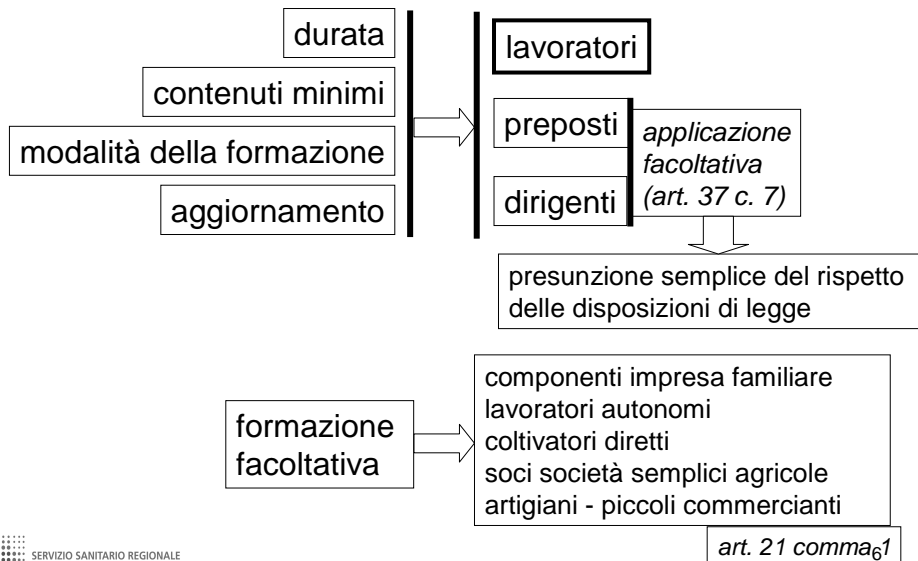 durata
contenuti minimi
modalità della formazione
aggiornamento
lavoratori
preposti
dirigenti
applicazione
facoltativa
(art. 37 c. 7)
presunzione semplice del rispetto
delle disposizioni di legge
formazione
facoltativa
componenti impresa familiare
lavoratori autonomi
coltivatori diretti
soci società semplici agricole
artigiani - piccoli commercianti
art. 21 comma 1
6
SERVIZIO SANITARIO REGIONALE